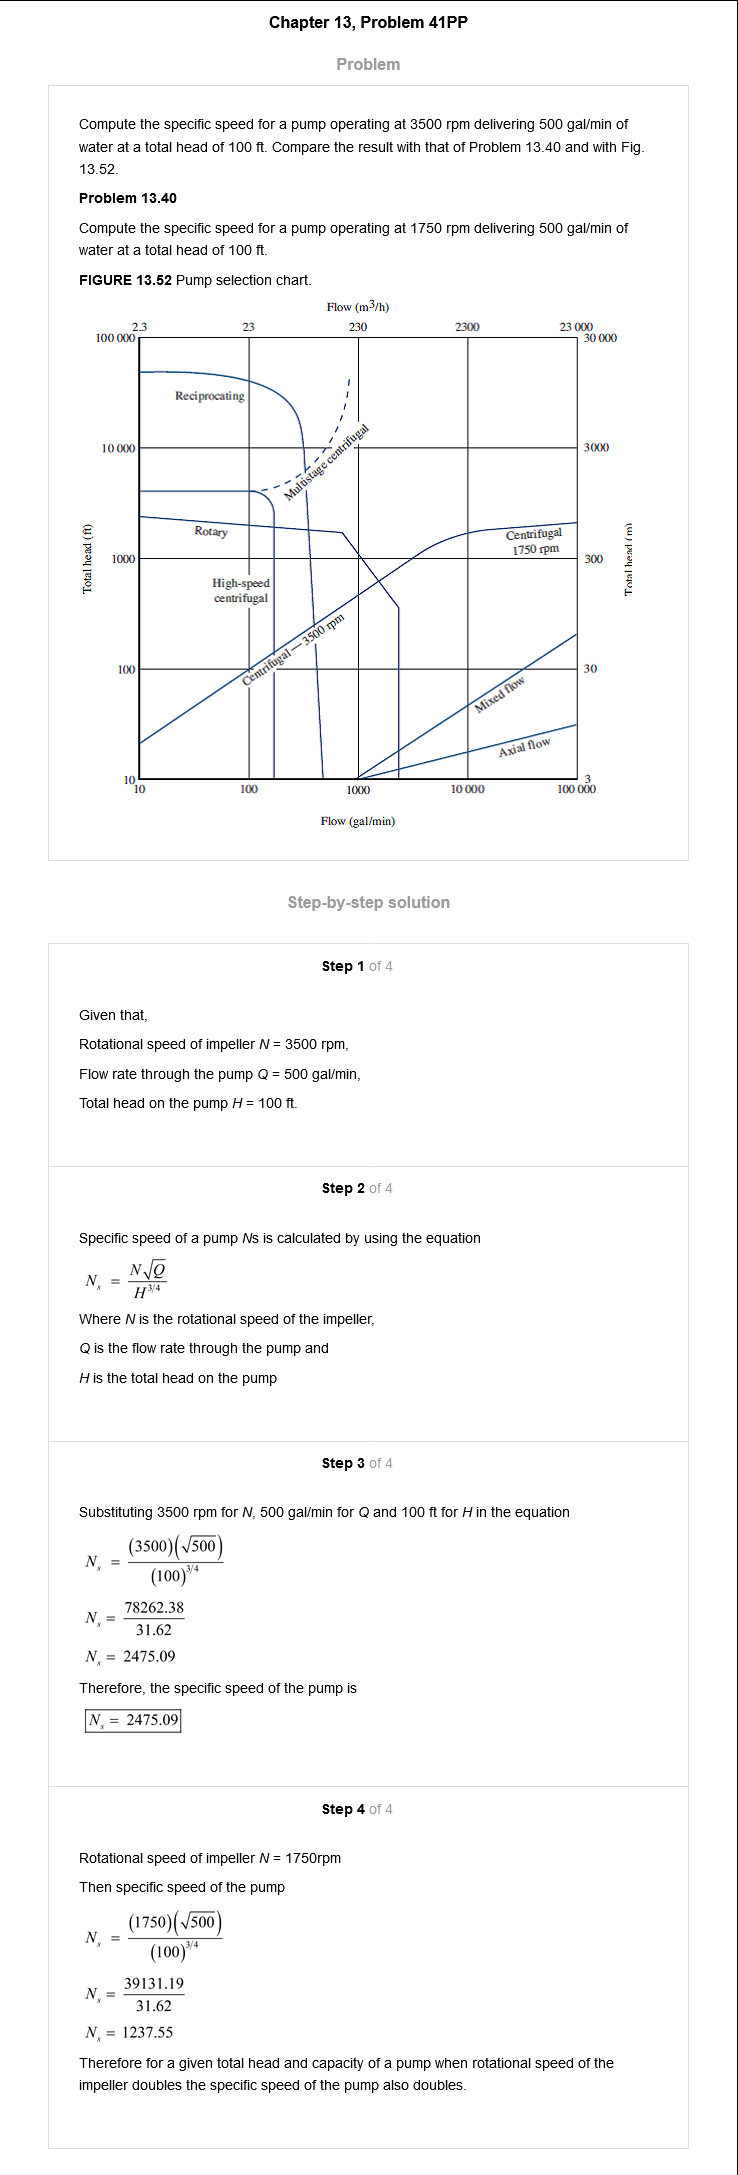 Chapter 13, Problem 41PP
Problem
Compute the specific speed for a pump operating at 3500 rpm delivering 500 gal/min of
water at a total head of 100 ft. Compare the result with that of Problem 13.40 and with Fig.
13.52.
Problem 13.40
Compute the specific speed for a pump operating at 1750 rpm delivering 500 gal/min of
water at a total head of 100 ft.
FIGURE 13.52 Pump selection chart.
Flow (m³/h)
2.3 23 230 2300 23 000
100 000 30 000
Reciprocating
Multistage centrifugal
10 000 3000
Rotary
Centrifugal
1750 rpm
Total head (ft)
Total head (m)
1000 300
High-speed
centrifugal
Centrifugal — 3500 rpm
100 30
Mixed flow
Axial flow
10 3
10 100 1000 10 000 100 000
Flow (gal/min)
Step-by-step solution
Step 1 of 4
Given that,
Rotational speed of impeller N = 3500 rpm,
Flow rate through the pump Q = 500 gal/min,
Total head on the pump H = 100 ft.
Step 2 of 4
Specific speed of a pump Ns is calculated by using the equation
N_s = N√Q / H^{3/4}
Where N is the rotational speed of the impeller,
Q is the flow rate through the pump and
H is the total head on the pump
Step 3 of 4
Substituting 3500 rpm for N, 500 gal/min for Q and 100 ft for H in the equation
N_s = (3500)(√500) / (100)^{3/4}
N_s = 78262.38 / 31.62
N_s = 2475.09
Therefore, the specific speed of the pump is
N_s = 2475.09
Step 4 of 4
Rotational speed of impeller N = 1750rpm
Then specific speed of the pump
N_s = (1750)(√500) / (100)^{3/4}
N_s = 39131.19 / 31.62
N_s = 1237.55
Therefore for a given total head and capacity of a pump when rotational speed of the
impeller doubles the specific speed of the pump also doubles.